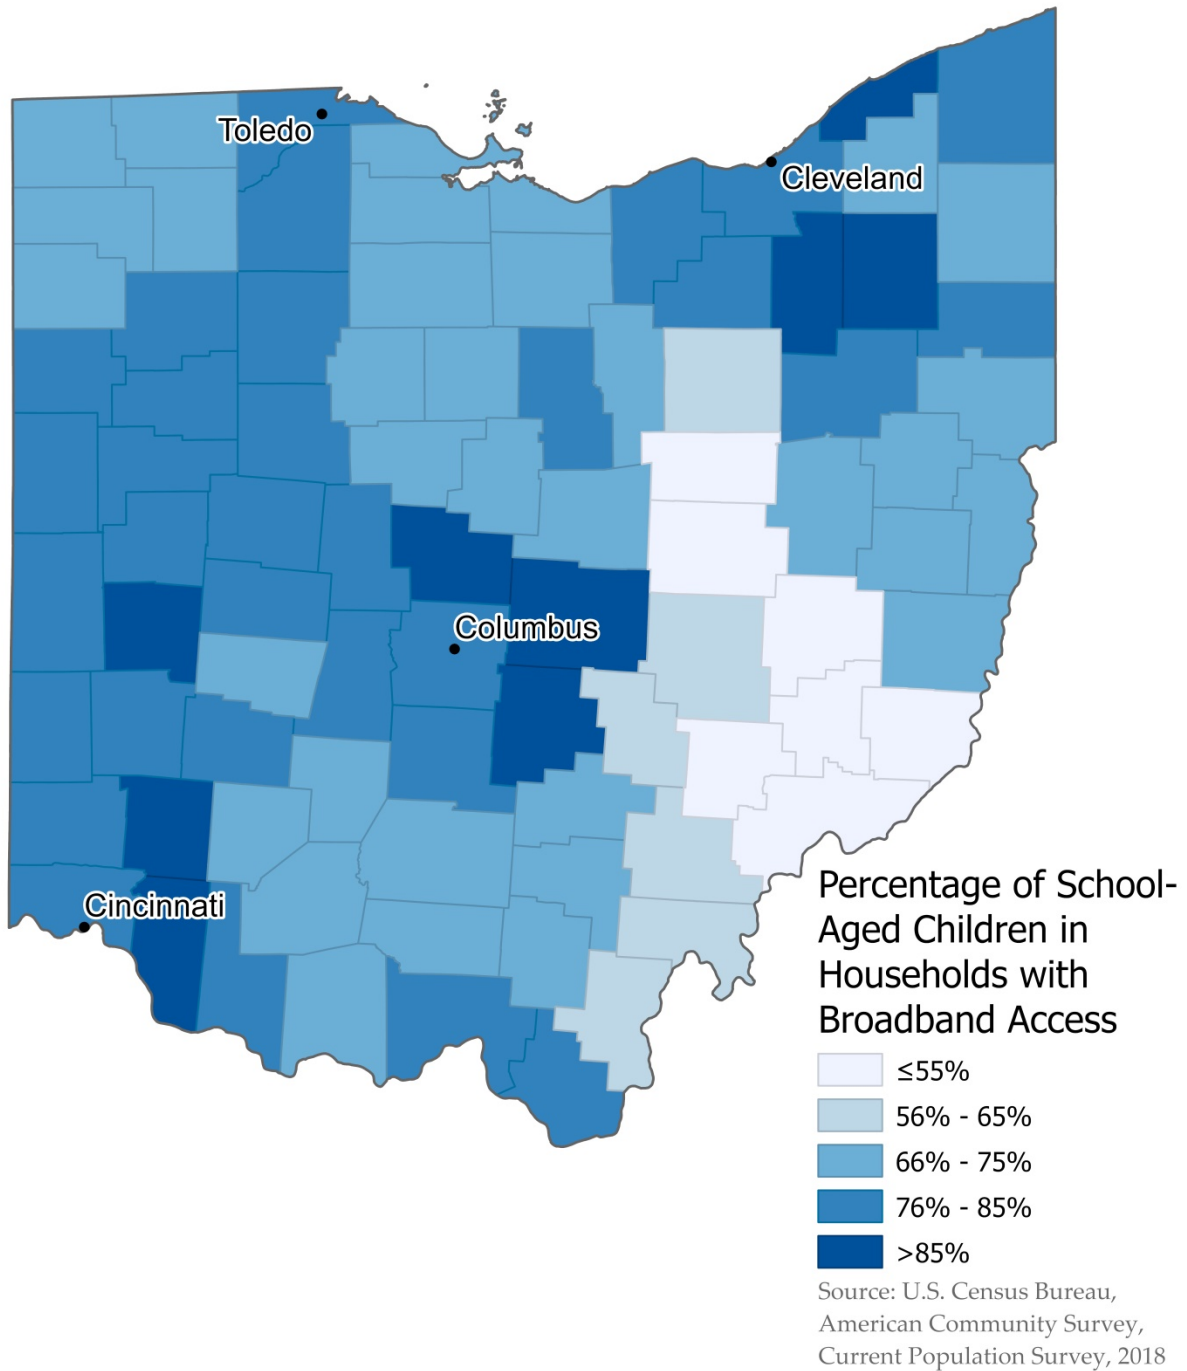 Toledo
Cleveland
Columbus
Cincinnati
Percentage of School-
Aged Children in
Households with
Broadband Access
≤55%
56% - 65%
66% - 75%
76% - 85%
>85%
Source: U.S. Census Bureau,
American Community Survey,
Current Population Survey, 2018